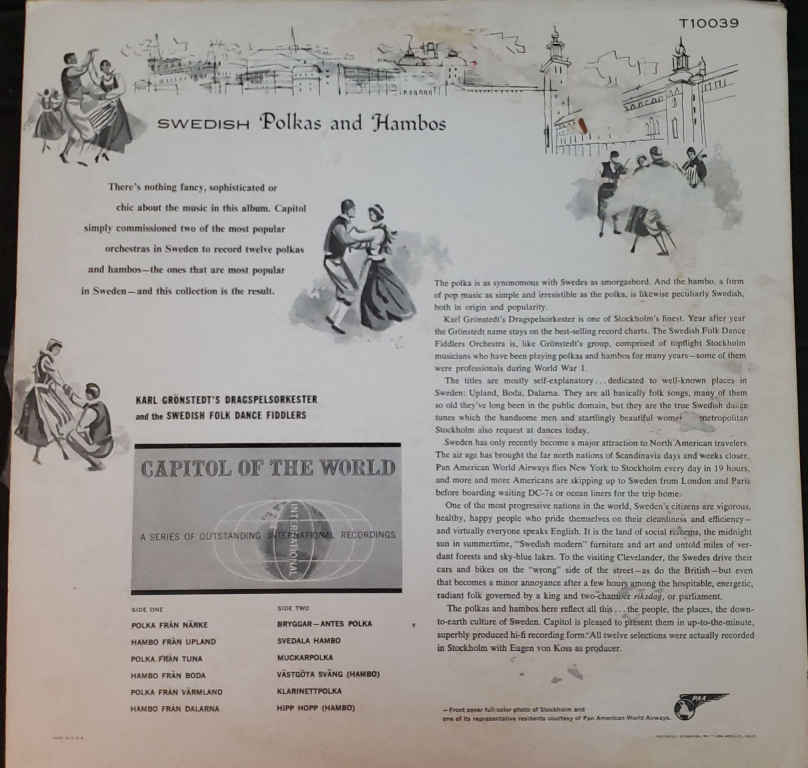 T10039
SWEDISH Polkas and Hambos
There's nothing fancy, sophisticated or
chic about the music in this album. Capitol
simply commissioned two of the most popular
orchestras in Sweden to record twelve polkas
and hambos—the ones that are most popular
in Sweden—and this collection is the result.
The polka is as synonomous with Swedes as smorgasbord. And the hambo, a form
of pop music as simple and irresistible as the polka, is likewise peculiarly Swedish,
both in origin and popularity.
Karl Grönstedt's Dragspelsorkester is one of Stockholm's finest. Year after year
the Grönstedt name stays on the best-selling record charts. The Swedish Folk Dance
Fiddlers Orchestra is, like Grönstedt's group, comprised of topflight Stockholm
musicians who have been playing polkas and hambos for many years—some of them
were professionals during World War I.
The titles are mostly self-explanatory... dedicated to well-known places in
Sweden: Upland, Boda, Dalarna. They are all basically folk songs, many of them
so old they've long been in the public domain, but they are the true Swedish dance
tunes which the handsome men and startlingly beautiful women metropolitan
Stockholm also request at dances today.
Sweden has only recently become a major attraction to North American travelers.
The air age has brought the far north nations of Scandinavia days and weeks closer.
Pan American World Airways flies New York to Stockholm every day in 19 hours,
and more and more Americans are skipping up to Sweden from London and Paris
before boarding waiting DC-7s or ocean liners for the trip home.
One of the most progressive nations in the world, Sweden's citizens are vigorous,
healthy, happy people who pride themselves on their cleanliness and efficiency—
and virtually everyone speaks English. It is the land of social reforms, the midnight
sun in summertime, "Swedish modern" furniture and art and untold miles of ver-
dant forests and sky-blue lakes. To the visiting Clevelander, the Swedes drive their
cars and bikes on the "wrong" side of the street—as do the British—but even
that becomes a minor annoyance after a few hours among the hospitable, energetic,
radiant folk governed by a king and two-chamber riksdag, or parliament.
The polkas and hambos here reflect all this... the people, the places, the down-
to-earth culture of Sweden. Capitol is pleased to present them in up-to-the-minute,
superbly produced hi-fi recording form. All twelve selections were actually recorded
in Stockholm with Eugen von Koss as producer.
KARL GRÖNSTEDT'S DRAGSPELSORKESTER
and the SWEDISH FOLK DANCE FIDDLERS
CAPITOL OF THE WORLD
A SERIES OF OUTSTANDING INTERNATIONAL RECORDINGS
SIDE ONE
POLKA FRÅN NÄRKE
HAMBO FRÅN UPLAND
POLKA FRÅN TUNA
HAMBO FRÅN BODA
POLKA FRÅN VÄRMLAND
HAMBO FRÅN DALARNA
SIDE TWO
BRYGGAR—ANTES POLKA
SVEDALA HAMBO
MUCKARPOLKA
VÄSTGÖTA SVÄNG (HAMBO)
KLARINETTPOLKA
HIPP HOPP (HAMBO)
—Front cover full-color photo of Stockholm and
one of its representative residents courtesy of Pan American World Airways.
PAA